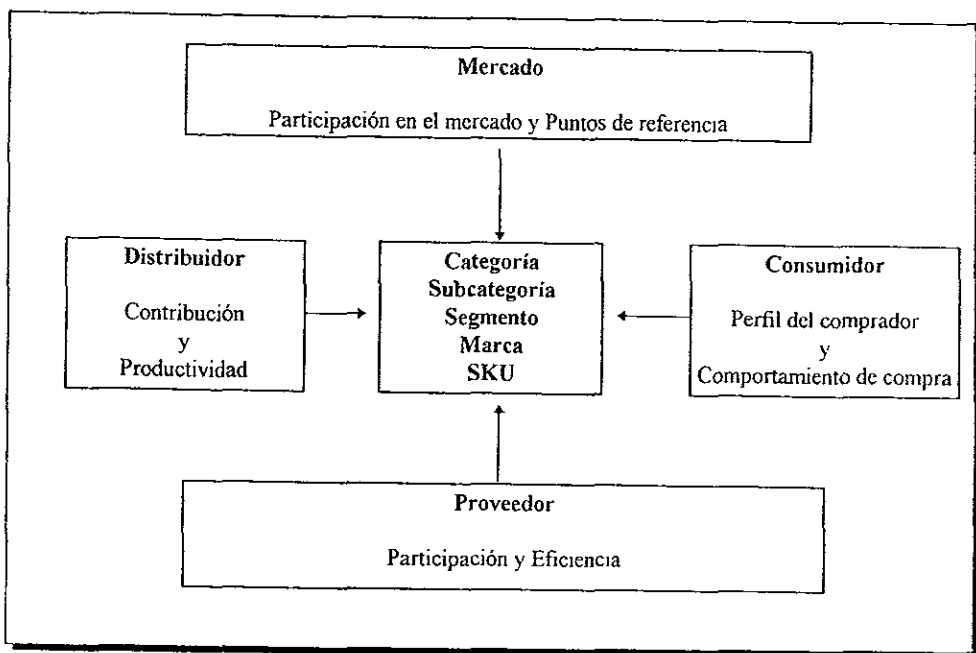 Mercado
Participación en el mercado y Puntos de referencia
Distribuidor
Contribución
y
Productividad
Categoría
Subcategoría
Segmento
Marca
SKU
Consumidor
Perfil del comprador
y
Comportamiento de compra
Proveedor
Participación y Eficiencia